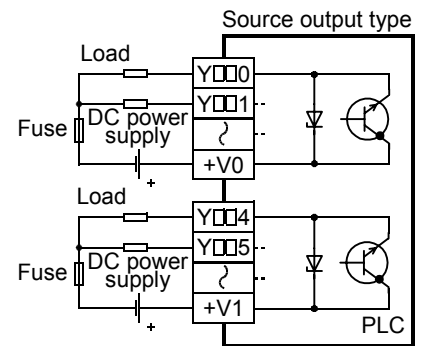 Source output type
Load
Y□□0
Y□□1
Fuse
DC power
supply
+V0
+
Load
Y□□4
Y□□5
Fuse
DC power
supply
+V1
+
PLC